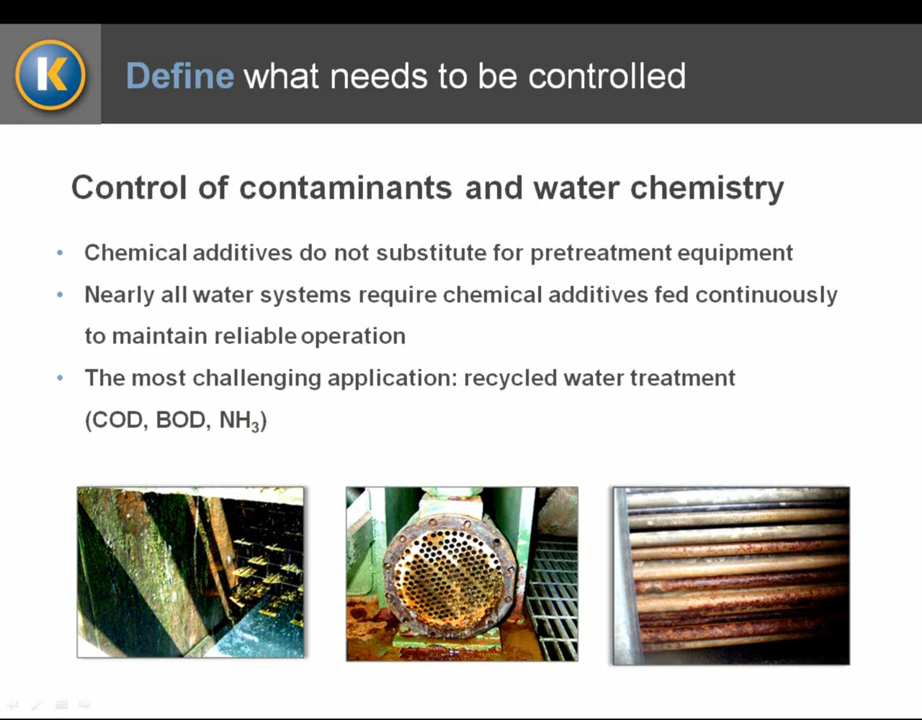 K
Define what needs to be controlled
Control of contaminants and water chemistry
• Chemical additives do not substitute for pretreatment equipment
• Nearly all water systems require chemical additives fed continuously
to maintain reliable operation
• The most challenging application: recycled water treatment
(COD, BOD, NH₃)